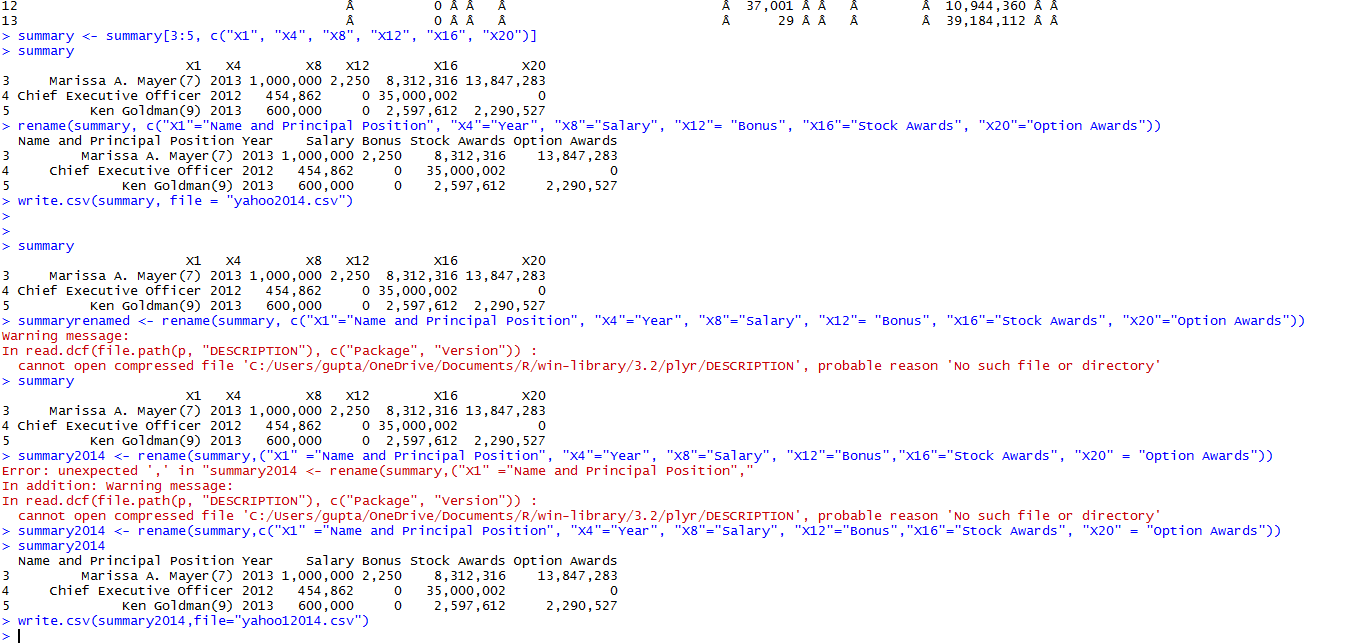 12 Â 0 Â Â Â Â 37,001 Â Â Â Â 10,944,360 Â Â
13 Â 0 Â Â Â Â 29 Â Â Â Â 39,184,112 Â Â
> summary <- summary[3:5, c("X1", "X4", "X8", "X12", "X16", "X20")]
> summary
X1 X4 X8 X12 X16 X20
3 Marissa A. Mayer(7) 2013 1,000,000 2,250 8,312,316 13,847,283
4 Chief Executive Officer 2012 454,862 0 35,000,002 0
5 Ken Goldman(9) 2013 600,000 0 2,597,612 2,290,527
> rename(summary, c("X1"="Name and Principal Position", "X4"="Year", "X8"="Salary", "X12"= "Bonus", "X16"="Stock Awards", "X20"="Option Awards"))
Name and Principal Position Year Salary Bonus Stock Awards Option Awards
3 Marissa A. Mayer(7) 2013 1,000,000 2,250 8,312,316 13,847,283
4 Chief Executive Officer 2012 454,862 0 35,000,002 0
5 Ken Goldman(9) 2013 600,000 0 2,597,612 2,290,527
> write.csv(summary, file = "yahoo2014.csv")
>
>
> summary
X1 X4 X8 X12 X16 X20
3 Marissa A. Mayer(7) 2013 1,000,000 2,250 8,312,316 13,847,283
4 Chief Executive Officer 2012 454,862 0 35,000,002 0
5 Ken Goldman(9) 2013 600,000 0 2,597,612 2,290,527
> summaryrenamed <- rename(summary, c("X1"="Name and Principal Position", "X4"="Year", "X8"="Salary", "X12"= "Bonus", "X16"="Stock Awards", "X20"="Option Awards"))
Warning message:
In read.dcf(file.path(p, "DESCRIPTION"), c("Package", "Version")) :
cannot open compressed file 'C:/Users/gupta/OneDrive/Documents/R/win-library/3.2/plyr/DESCRIPTION', probable reason 'No such file or directory'
> summary
X1 X4 X8 X12 X16 X20
3 Marissa A. Mayer(7) 2013 1,000,000 2,250 8,312,316 13,847,283
4 Chief Executive Officer 2012 454,862 0 35,000,002 0
5 Ken Goldman(9) 2013 600,000 0 2,597,612 2,290,527
> summary2014 <- rename(summary,("X1" ="Name and Principal Position", "X4"="Year", "X8"="Salary", "X12"="Bonus","X16"="Stock Awards", "X20" = "Option Awards"))
Error: unexpected ',' in "summary2014 <- rename(summary,("X1" ="Name and Principal Position","
In addition: Warning message:
In read.dcf(file.path(p, "DESCRIPTION"), c("Package", "Version")) :
cannot open compressed file 'C:/Users/gupta/OneDrive/Documents/R/win-library/3.2/plyr/DESCRIPTION', probable reason 'No such file or directory'
> summary2014 <- rename(summary,c("X1" ="Name and Principal Position", "X4"="Year", "X8"="Salary", "X12"="Bonus","X16"="Stock Awards", "X20" = "Option Awards"))
> summary2014
Name and Principal Position Year Salary Bonus Stock Awards Option Awards
3 Marissa A. Mayer(7) 2013 1,000,000 2,250 8,312,316 13,847,283
4 Chief Executive Officer 2012 454,862 0 35,000,002 0
5 Ken Goldman(9) 2013 600,000 0 2,597,612 2,290,527
> write.csv(summary2014,file="yahoo12014.csv")
>